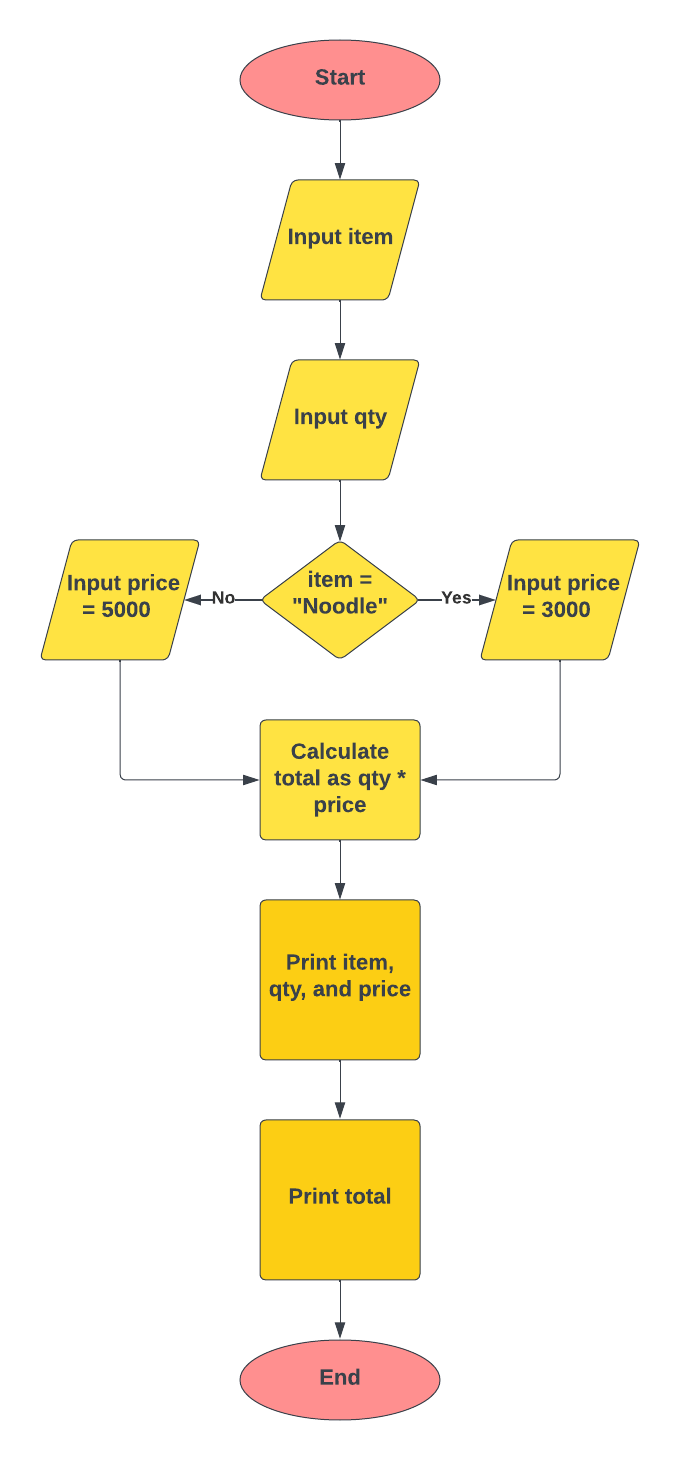 Start
Input item
Input qty
item =
"Noodle"
No
Yes
Input price
= 5000
Input price
= 3000
Calculate
total as qty *
price
Print item,
qty, and price
Print total
End